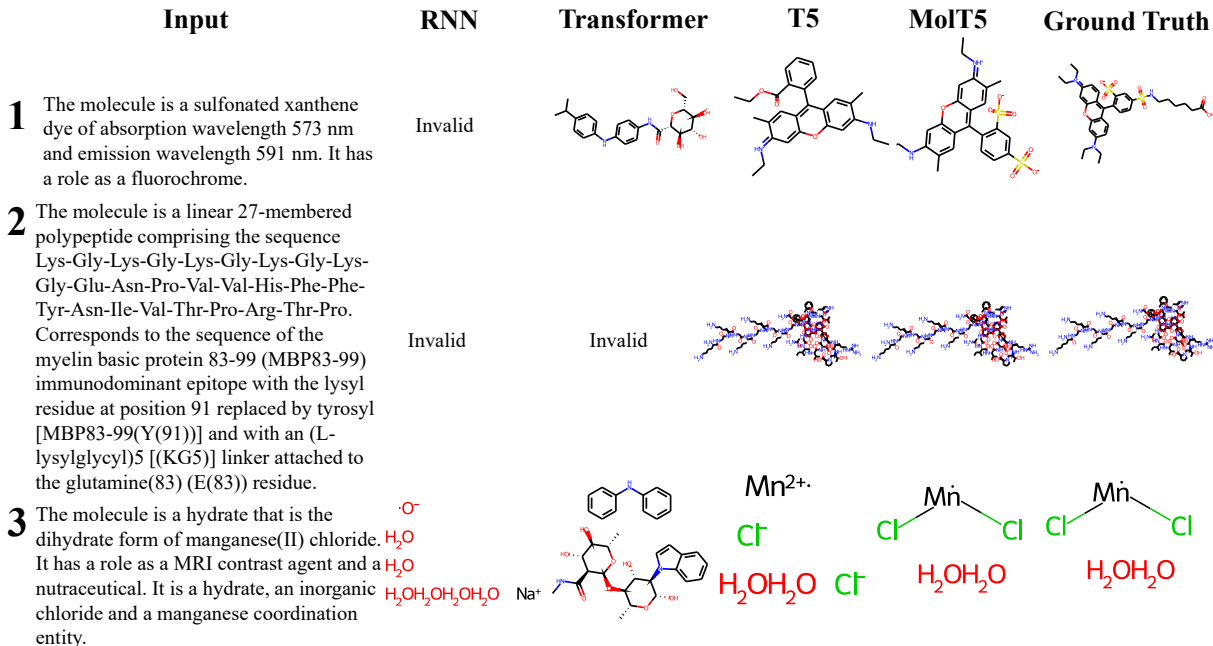 Input RNN Transformer T5 MolT5 Ground Truth
1 The molecule is a sulfonated xanthene
dye of absorption wavelength 573 nm
and emission wavelength 591 nm. It has
a role as a fluorochrome.
Invalid
2 The molecule is a linear 27-membered
polypeptide comprising the sequence
Lys-Gly-Lys-Gly-Lys-Gly-Lys-Gly-Lys-
Gly-Glu-Asn-Pro-Val-Val-His-Phe-Phe-
Tyr-Asn-Ile-Val-Thr-Pro-Arg-Thr-Pro.
Corresponds to the sequence of the
myelin basic protein 83-99 (MBP83-99)
immunodominant epitope with the lysyl
residue at position 91 replaced by tyrosyl
[MBP83-99(Y(91))] and with an (L-
lysylglycyl)5 [(KG5)] linker attached to
the glutamine(83) (E(83)) residue.
Invalid
Invalid
3 The molecule is a hydrate that is the
dihydrate form of manganese(II) chloride.
It has a role as a MRI contrast agent and a
nutraceutical. It is a hydrate, an inorganic
chloride and a manganese coordination
entity.
·O⁻
H₂O
H₂O
H₂OH₂OH₂OH₂O
Na⁺
Mn²⁺·
Cl⁻
H₂OH₂O Cl⁻
Mn
Cl Cl
H₂OH₂O
Mn
Cl Cl
H₂OH₂O